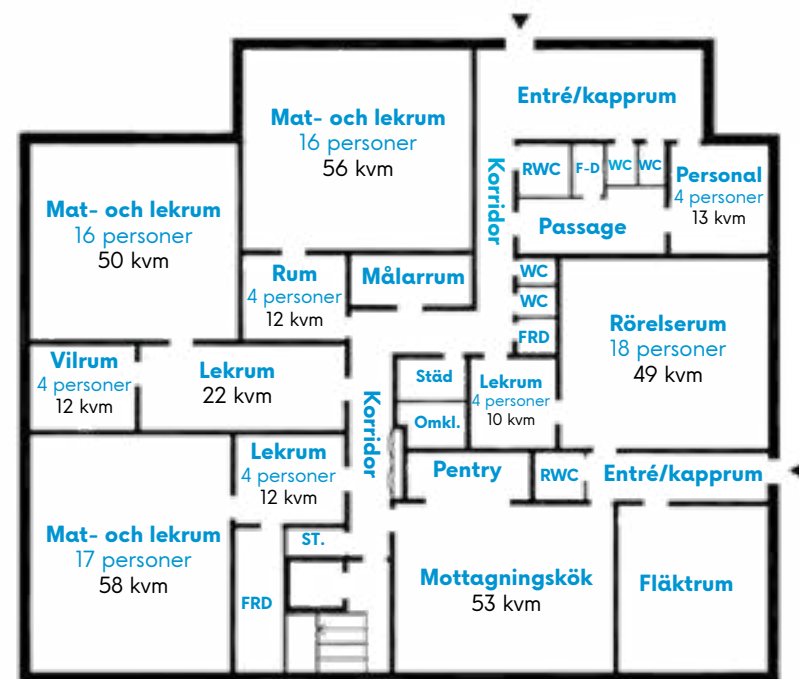 Entré/kapprum
Mat- och lekrum
16 personer
56 kvm
Korridor
RWC
F-D
WC
WC
Personal
4 personer
13 kvm
Mat- och lekrum
16 personer
50 kvm
Passage
Rum
4 personer
12 kvm
Målarrum
WC
WC
FRD
Rörelserum
18 personer
49 kvm
Vilrum
4 personer
12 kvm
Lekrum
22 kvm
Korridor
Städ
Omkl.
Lekrum
4 personer
10 kvm
Lekrum
4 personer
12 kvm
Pentry
RWC
Entré/kapprum
Mat- och lekrum
17 personer
58 kvm
ST.
FRD
Mottagningskök
53 kvm
Fläktrum